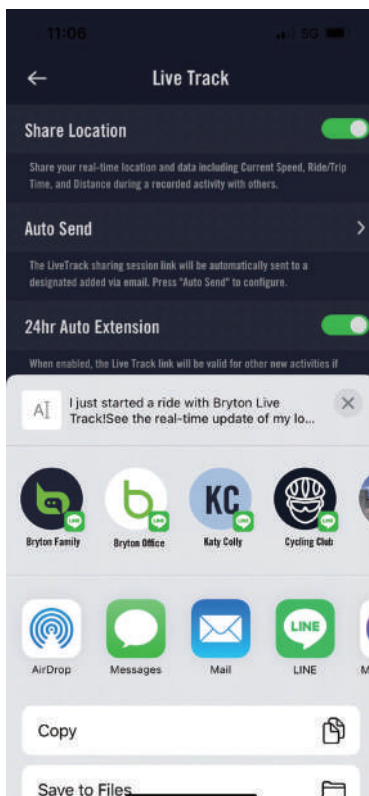 11:06
5G
Live Track
Share Location
Share your real-time location and data including Current Speed, Ride/Trip
Time, and Distance during a recorded activity with others.
Auto Send
The LiveTrack sharing session link will be automatically sent to a
designated added via email. Press "Auto Send" to configure.
24hr Auto Extension
When enabled, the Live Track link will be valid for other new activities if
A
I just started a ride with Bryton Live
Track!See the real-time update of my lo...
KC
Bryton Family Bryton Office Katy Colly Cycling Club
LINE
AirDrop Messages Mail LINE M
Copy
Save to Files